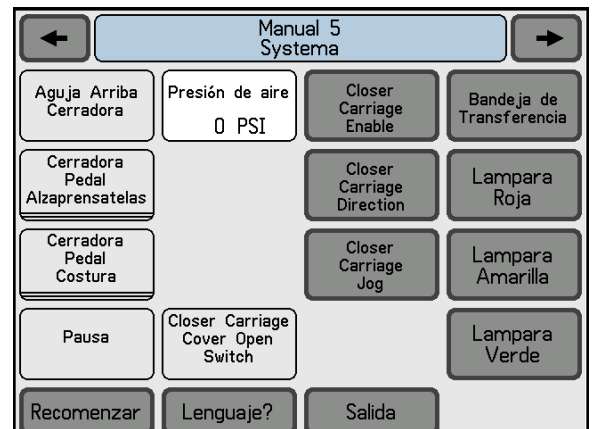 Manual 5
Systema
Aguja Arriba
Cerradora
Presión de aire
0 PSI
Closer
Carriage
Enable
Bandeja de
Transferencia
Cerradora
Pedal
Alzaprensatelas
Closer
Carriage
Direction
Lampara
Roja
Cerradora
Pedal
Costura
Closer
Carriage
Jog
Lampara
Amarilla
Pausa
Closer Carriage
Cover Open
Switch
Lampara
Verde
Recomenzar
Lenguaje?
Salida